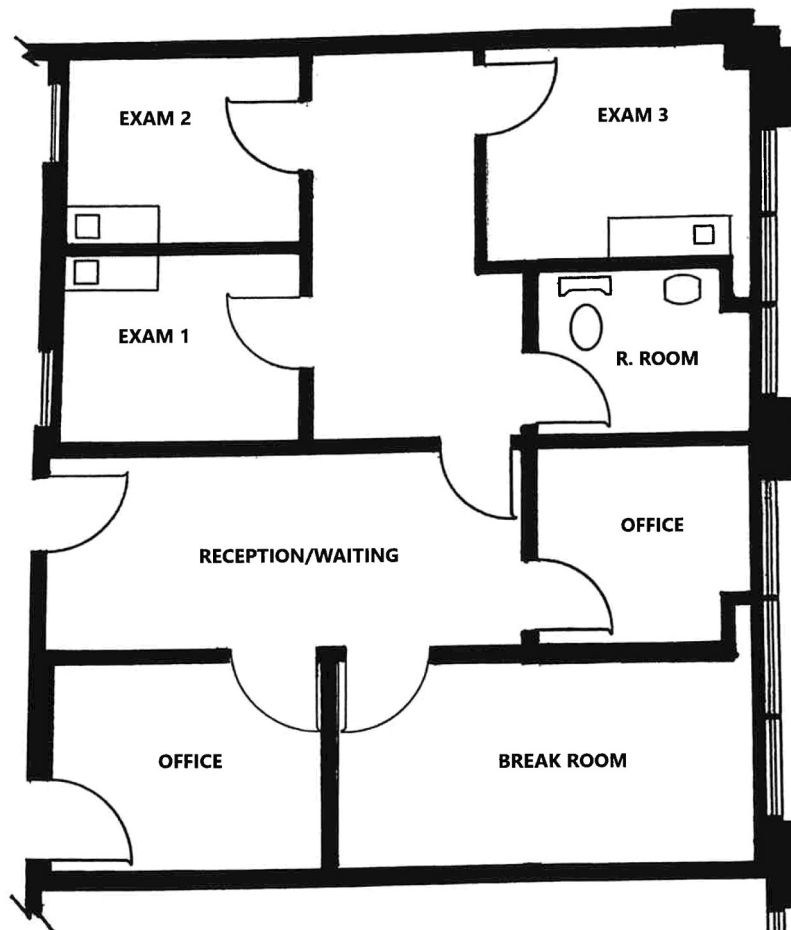 EXAM 2
EXAM 3
EXAM 1
R. ROOM
OFFICE
RECEPTION/WAITING
OFFICE
BREAK ROOM